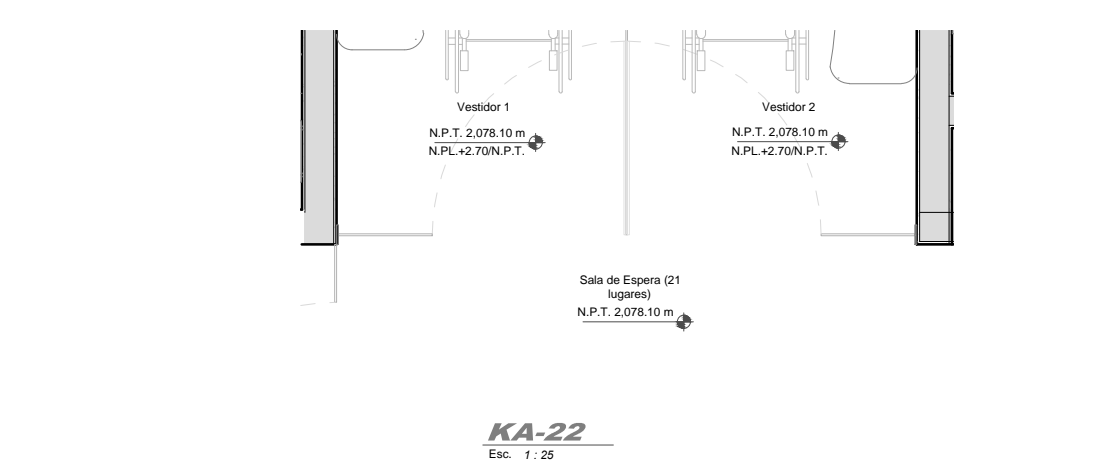 Vestidor 1
N.P.T. 2,078.10 m
N.PL.+2.70/N.P.T.
Vestidor 2
N.P.T. 2,078.10 m
N.PL.+2.70/N.P.T.
Sala de Espera (21
lugares)
N.P.T. 2,078.10 m
KA-22
Esc. 1 : 25